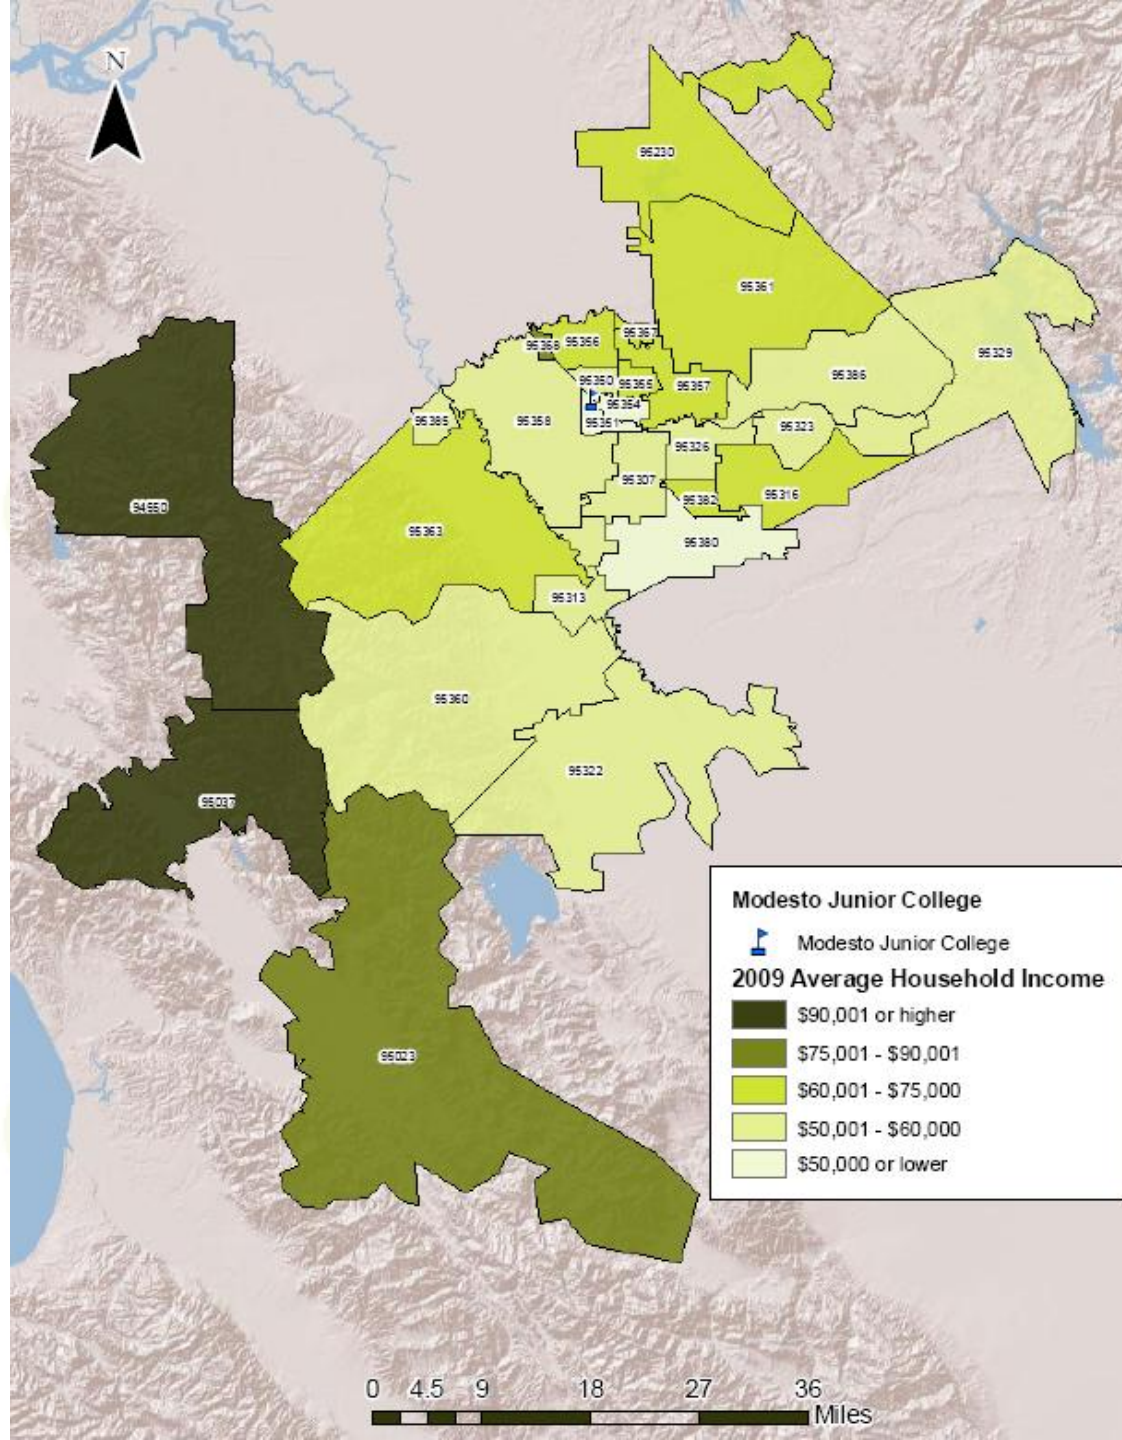 N
95230
95361
95367
95368
95356
95329
95350
95355
95357
95386
95354
95385
95358
95351
95323
95326
95307
95382
95316
94550
95363
95380
95313
95360
95322
95037
95023
Modesto Junior College
Modesto Junior College
2009 Average Household Income
$90,001 or higher
$75,001 - $90,001
$60,001 - $75,000
$50,001 - $60,000
$50,000 or lower
0 4.5 9 18 27 36
Miles